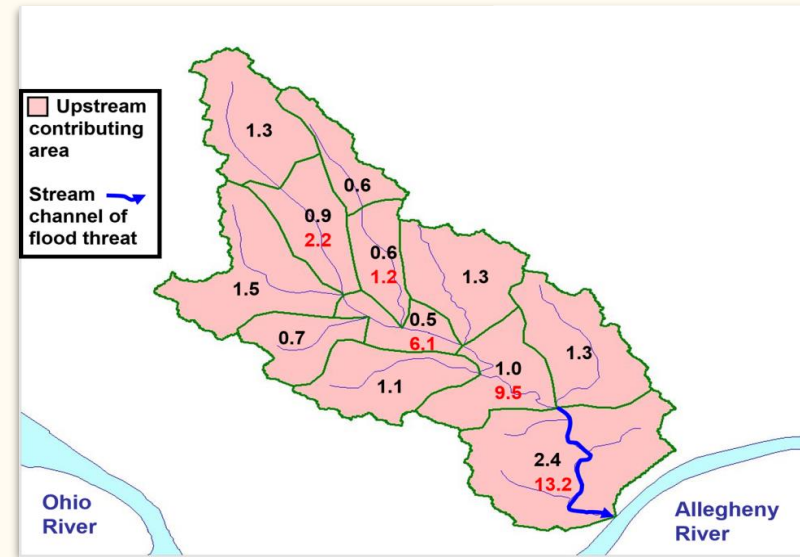 Upstream
contributing
area
Stream
channel of
flood threat
1.3
0.6
0.9
2.2
0.6
1.2
1.3
1.5
0.5
6.1
0.7
1.3
1.0
9.5
1.1
2.4
13.2
Ohio
River
Allegheny
River